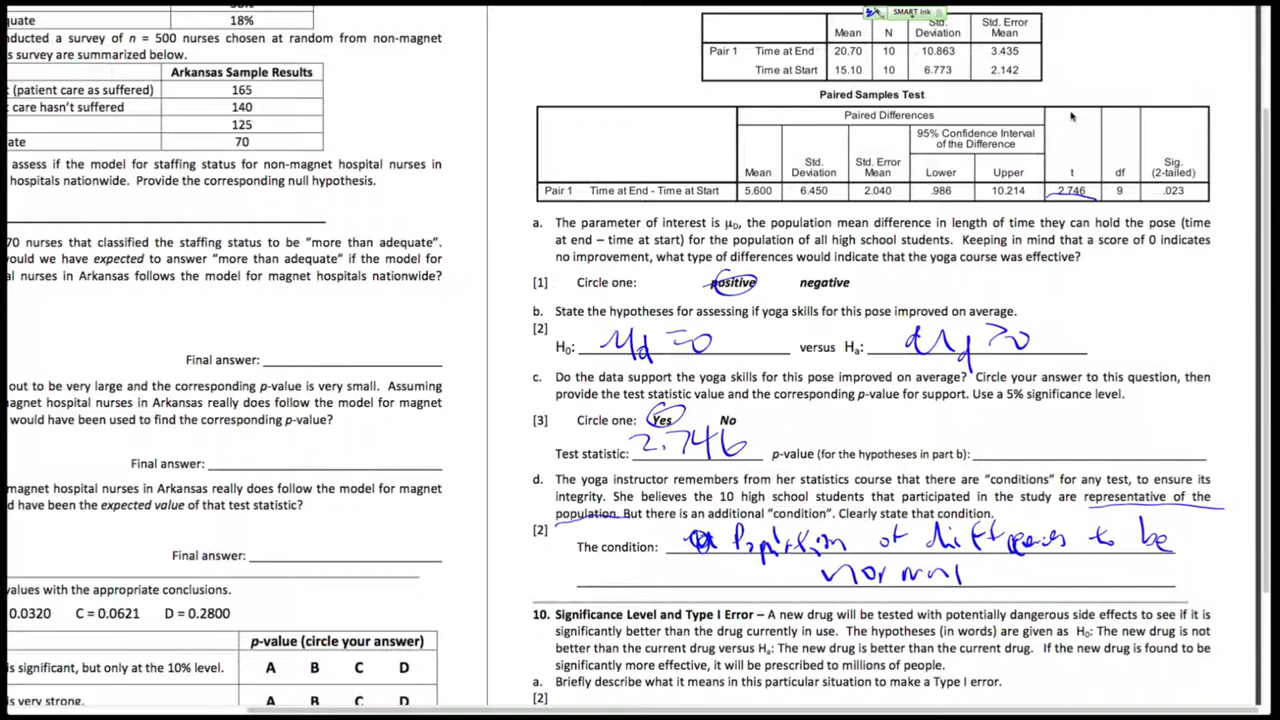 quate 18%
nducted a survey of n = 500 nurses chosen at random from non-magnet
s survey are summarized below.
Arkansas Sample Results
(patient care as suffered) 165
care hasn't suffered 140
125
ate 70
assess if the model for staffing status for non-magnet hospital nurses in
hospitals nationwide. Provide the corresponding null hypothesis.
70 nurses that classified the staffing status to be "more than adequate".
ould we have expected to answer "more than adequate" if the model for
al nurses in Arkansas follows the model for magnet hospitals nationwide?
Final answer:
out to be very large and the corresponding p-value is very small. Assuming
agnet hospital nurses in Arkansas really does follow the model for magnet
would have been used to find the corresponding p-value?
Final answer:
magnet hospital nurses in Arkansas really does follow the model for magnet
d have been the expected value of that test statistic?
Final answer:
values with the appropriate conclusions.
0.0320 C = 0.0621 D = 0.2800
p-value (circle your answer)
is significant, but only at the 10% level. A B C D
is very strong. A B C D
SMART Ink
Mean N Std. Deviation Std. Error Mean
Pair 1 Time at End 20.70 10 10.863 3.435
Time at Start 15.10 10 6.773 2.142
Paired Samples Test
Paired Differences
95% Confidence Interval of the Difference
Mean Std. Deviation Std. Error Mean Lower Upper t df Sig. (2-tailed)
Pair 1 Time at End - Time at Start 5.600 6.450 2.040 .986 10.214 2.746 9 .023
a. The parameter of interest is μD, the population mean difference in length of time they can hold the pose (time
at end – time at start) for the population of all high school students. Keeping in mind that a score of 0 indicates
no improvement, what type of differences would indicate that the yoga course was effective?
[1] Circle one: positive negative
b. State the hypotheses for assessing if yoga skills for this pose improved on average.
[2]
H0: μd = 0 versus Ha: μd > 0
c. Do the data support the yoga skills for this pose improved on average? Circle your answer to this question, then
provide the test statistic value and the corresponding p-value for support. Use a 5% significance level.
[3] Circle one: Yes No
Test statistic: 2.746 p-value (for the hypotheses in part b):
d. The yoga instructor remembers from her statistics course that there are "conditions" for any test, to ensure its
integrity. She believes the 10 high school students that participated in the study are representative of the
population. But there is an additional "condition". Clearly state that condition.
[2]
The condition: Population of differences to be
normal
10. Significance Level and Type I Error – A new drug will be tested with potentially dangerous side effects to see if it is
significantly better than the drug currently in use. The hypotheses (in words) are given as H0: The new drug is not
better than the current drug versus Ha: The new drug is better than the current drug. If the new drug is found to be
significantly more effective, it will be prescribed to millions of people.
a. Briefly describe what it means in this particular situation to make a Type I error.
[2]